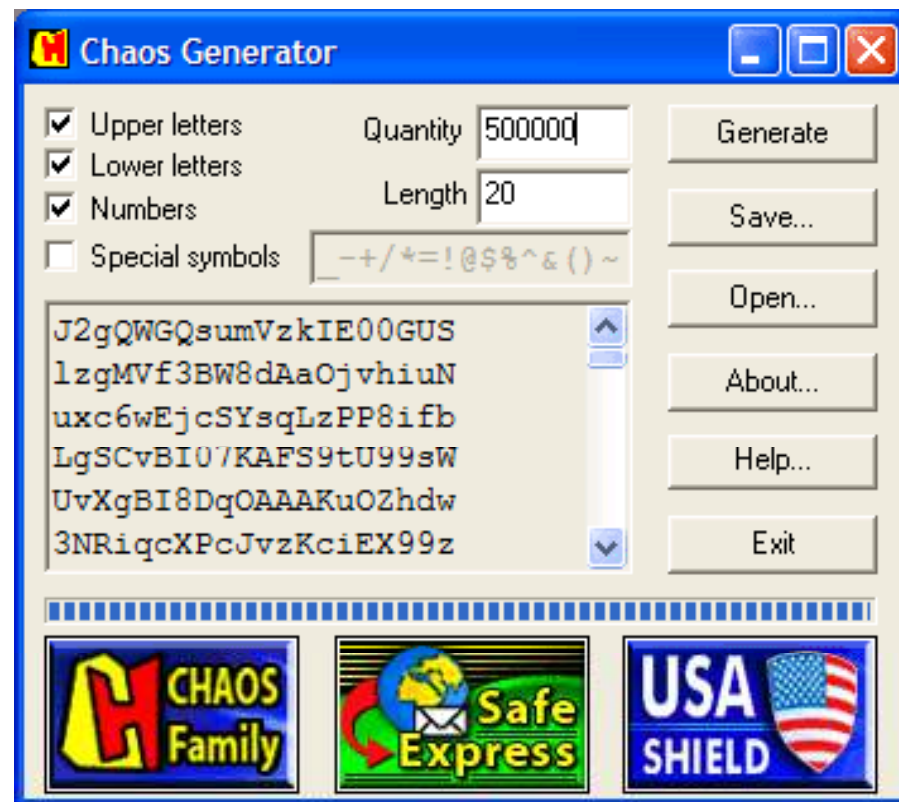 Chaos Generator
Upper letters
Lower letters
Numbers
Special symbols
Quantity 500000
Length 20
_-+/*=!@$%^&()~
J2gQWGQsumVzkIE00GUS
lzgMVf3BW8dAaOjvhiuN
uxc6wEjcSYsqLzPP8ifb
LgSCvBI07KAFS9tU99sW
UvXgBI8DqOAAAKuOZhdw
3NRiqcXPcJvzKciEX99z
Generate
Save...
Open...
About...
Help...
Exit
CHAOS
Family
Safe
Express
USA
SHIELD